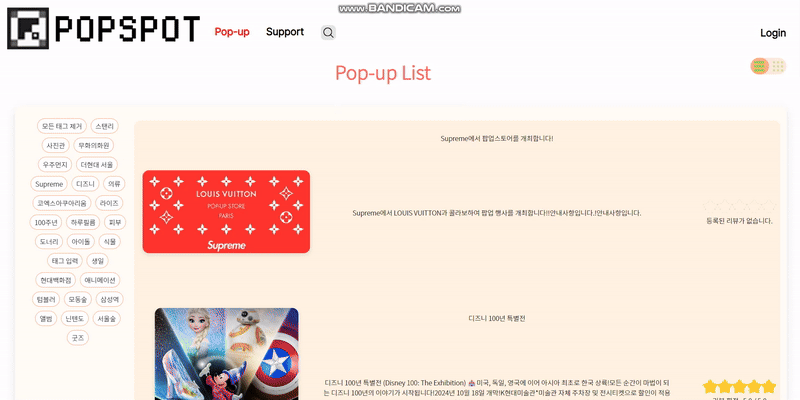 www.BANDICAM.com
POPSPOT
Pop-up
Support
Login
Pop-up List
모든 태그 제거
스탠리
사진관
무화의화원
우주먼지
더현대 서울
Supreme
디즈니
의류
코엑스아쿠아리움
라이즈
100주년
하루필름
피부
도너리
아이돌
식물
태그 입력
생일
현대백화점
애니메이션
텀블러
모동숲
삼성역
앨범
닌텐도
서울숲
굿즈
Supreme에서 팝업스토어를 개최합니다!
LOUIS VUITTON
POP-UP STORE
PARIS
Supreme
Supreme에서 LOUIS VUITTON과 콜라보하여 팝업 행사를 개최합니다!!안내사항입니다.!안내사항입니다.
등록된 리뷰가 없습니다.
디즈니 100년 특별전
디즈니 100년 특별전 (Disney 100: The Exhibition) 🎪 미국, 독일, 영국에 이어 아시아 최초로 한국 상륙!모든 순간이 마법이 되
는 디즈니 100년의 이야기가 시작됩니다!2024년 10월 18일 개막!K현대미술관*미술관 자체 주차장 및 전시티켓으로 할인이 적용